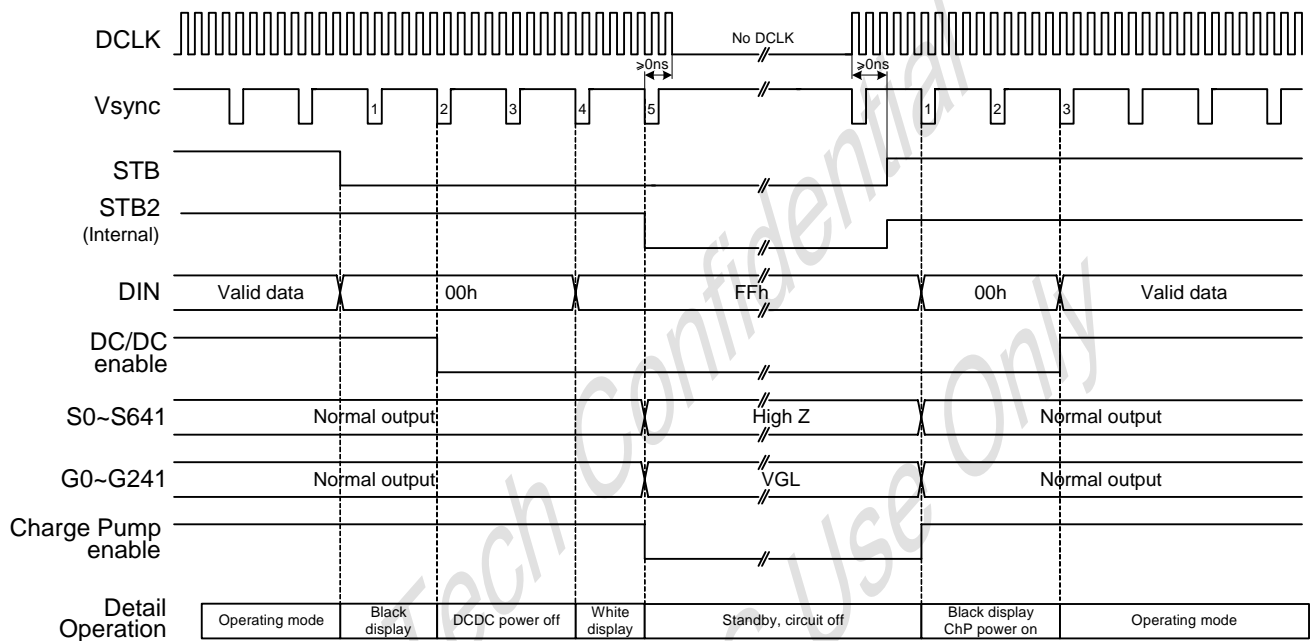 DCLK
No DCLK
≥0ns
≥0ns
Vsync
1
2
3
4
5
1
2
3
STB
STB2
(Internal)
DIN
Valid data
00h
FFh
00h
Valid data
DC/DC
enable
S0~S641
Normal output
High Z
Normal output
G0~G241
Normal output
VGL
Normal output
Charge Pump
enable
Detail
Operation
Operating mode
Black
display
DCDC power off
White
display
Standby, circuit off
Black display
ChP power on
Operating mode
Tech Confidential
Use Only